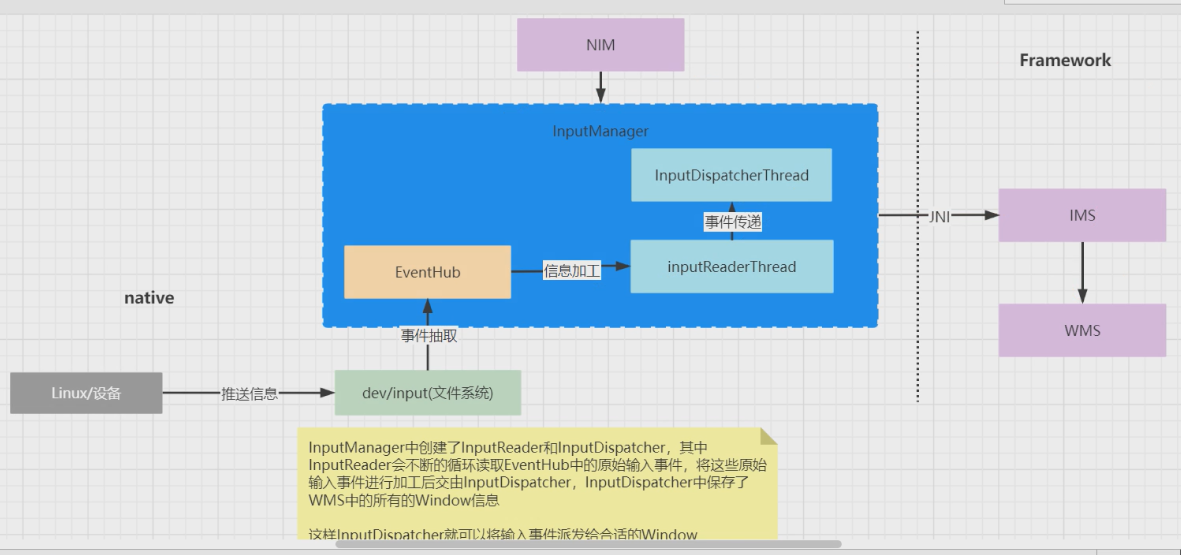 NIM
Framework
InputManager
InputDispatcherThread
事件传递
JNI
IMS
EventHub
信息加工
inputReaderThread
native
事件抽取
WMS
Linux/设备
推送信息
dev/input(文件系统)
InputManager中创建了InputReader和InputDispatcher，其中
InputReader会不断的循环读取EventHub中的原始输入事件，将这些原始
输入事件进行加工后交由InputDispatcher，InputDispatcher中保存了
WMS中的所有的Window信息
这样InputDispatcher就可以将输入事件派发给合适的Window